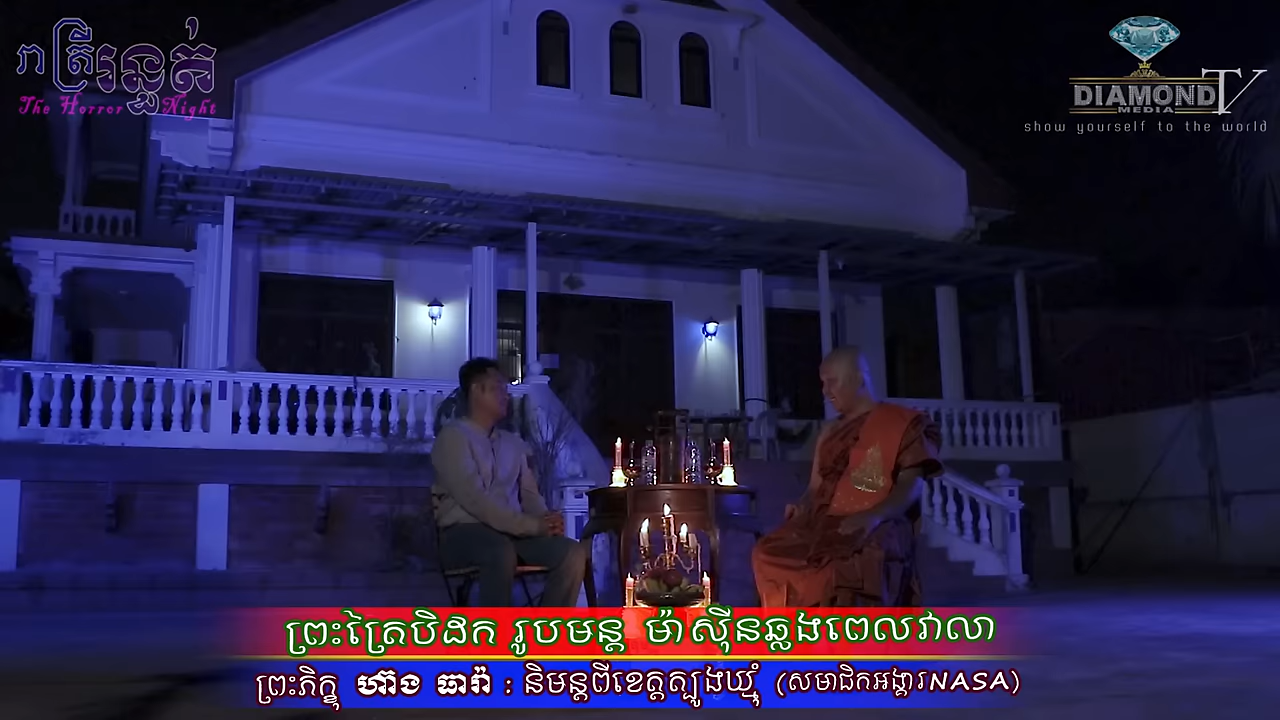 រាត្រីរន្ធត់
The Horror Night
DIAMOND TV
MEDIA
show yourself to the world
ព្រះត្រៃបិដក រូបមន្ត ម៉ាស៊ីនឆ្លងពេលវាលា
ព្រះភិក្ខុ ហ៊ាង ធារ៉ា : និមន្តពីខេត្តត្បូងឃ្មុំ (សមាជិកអង្គការNASA)